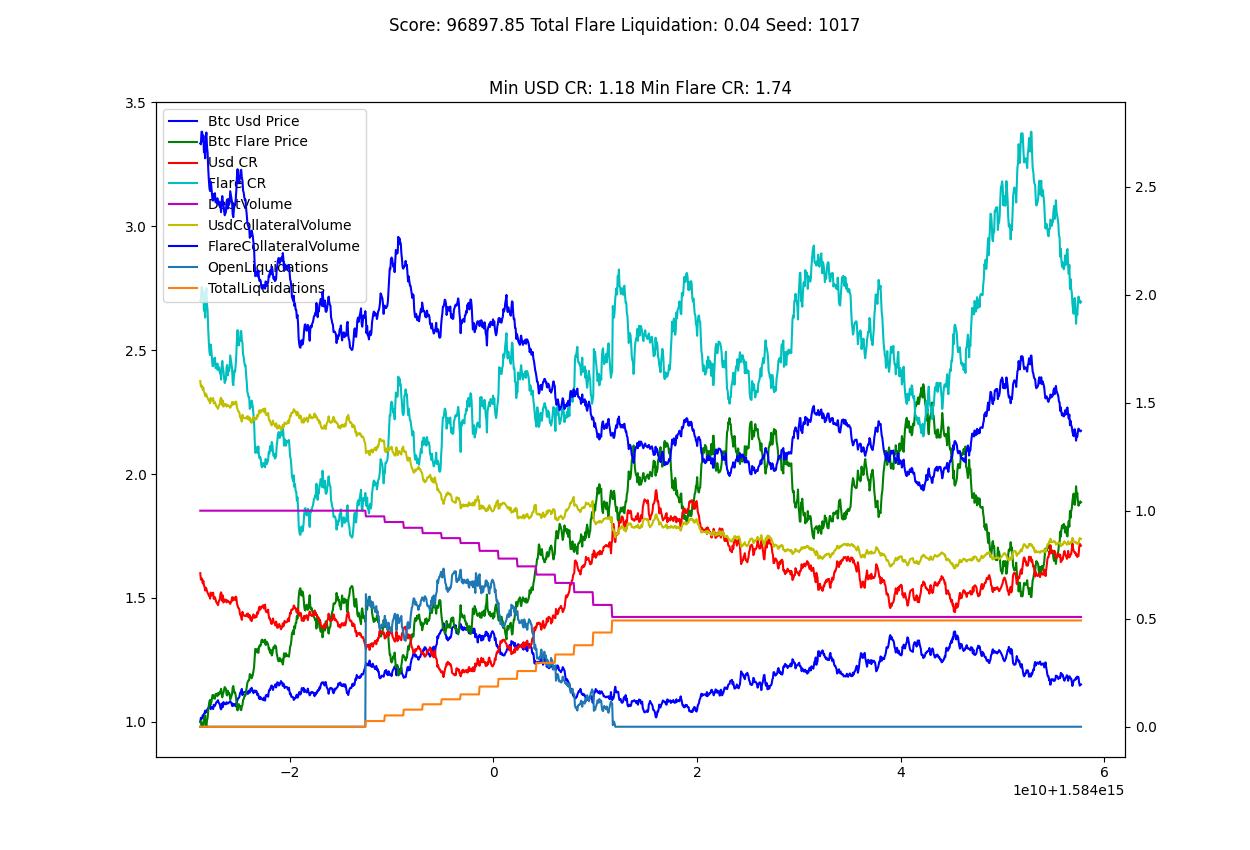 Score: 96897.85 Total Flare Liquidation: 0.04 Seed: 1017
Min USD CR: 1.18 Min Flare CR: 1.74
3.5
3.0
2.5
2.0
1.5
1.0
Btc Usd Price
Btc Flare Price
Usd CR
Flare CR
DebtVolume
UsdCollateralVolume
FlareCollateralVolume
OpenLiquidations
TotalLiquidations
2.5
2.0
1.5
1.0
0.5
0.0
−2 0 2 4 6
1e10+1.584e15